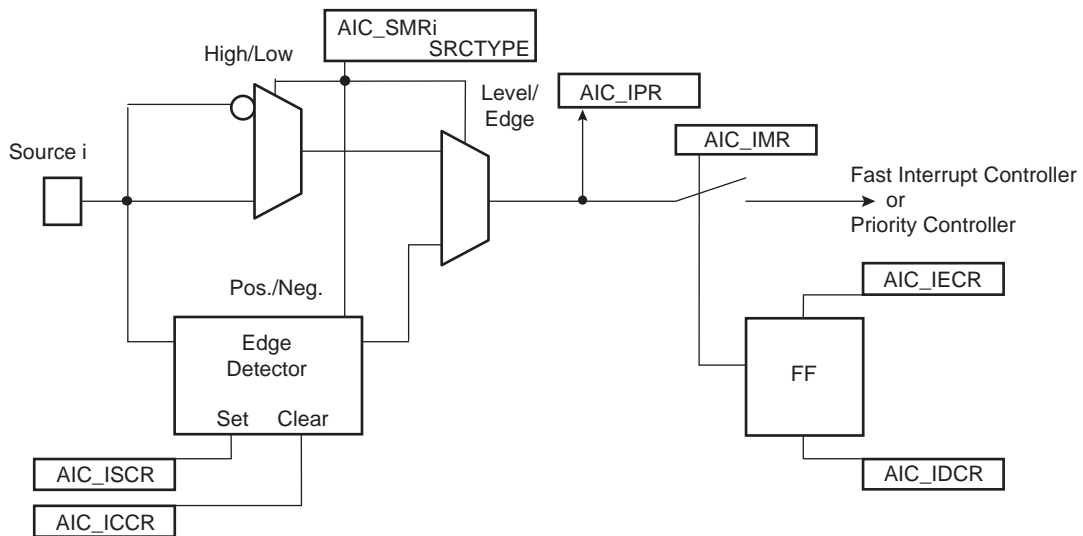 AIC_SMRi
SRCTYPE
High/Low
Level/
Edge
AIC_IPR
AIC_IMR
Source i
Fast Interrupt Controller
or
Priority Controller
Pos./Neg.
AIC_IECR
Edge
Detector
FF
Set Clear
AIC_ISCR
AIC_IDCR
AIC_ICCR